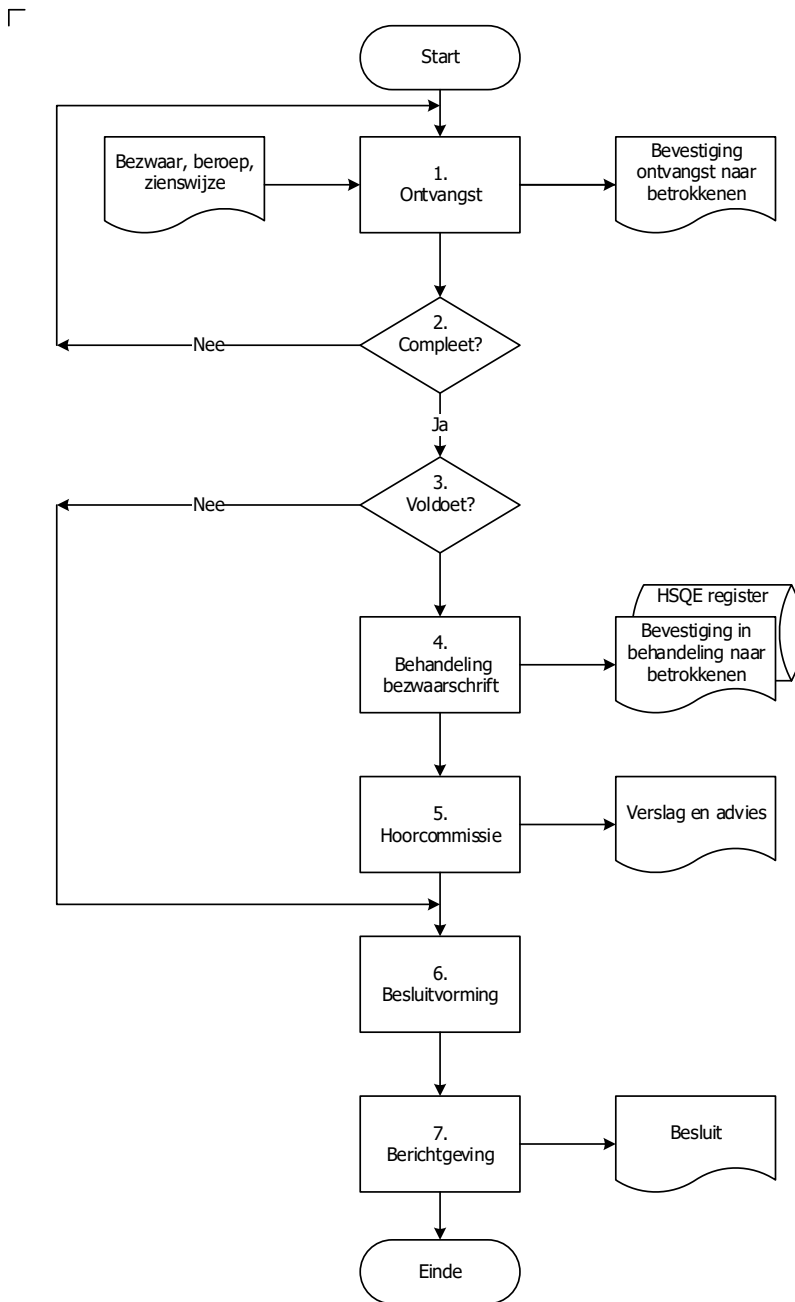 Start
Bezwaar, beroep,
zienswijze
1.
Ontvangst
Bevestiging
ontvangst naar
betrokkenen
2.
Compleet?
Nee
Ja
3.
Voldoet?
Nee
HSQE register
4.
Behandeling
bezwaarschrift
Bevestiging in
behandeling naar
betrokkenen
5.
Hoorcommissie
Verslag en advies
6.
Besluitvorming
7.
Berichtgeving
Besluit
Einde